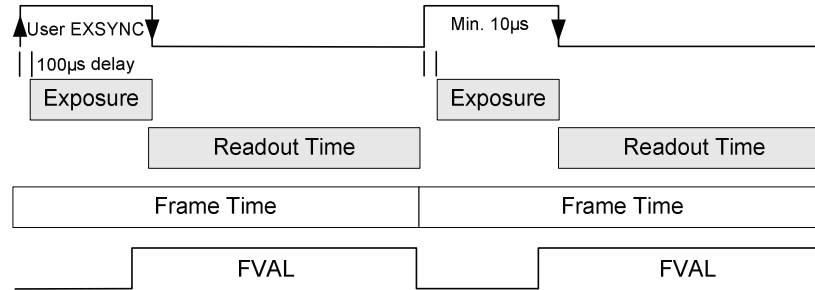 User EXSYNC
Min. 10µs
100µs delay
Exposure
Exposure
Readout Time
Readout Time
Frame Time
Frame Time
FVAL
FVAL